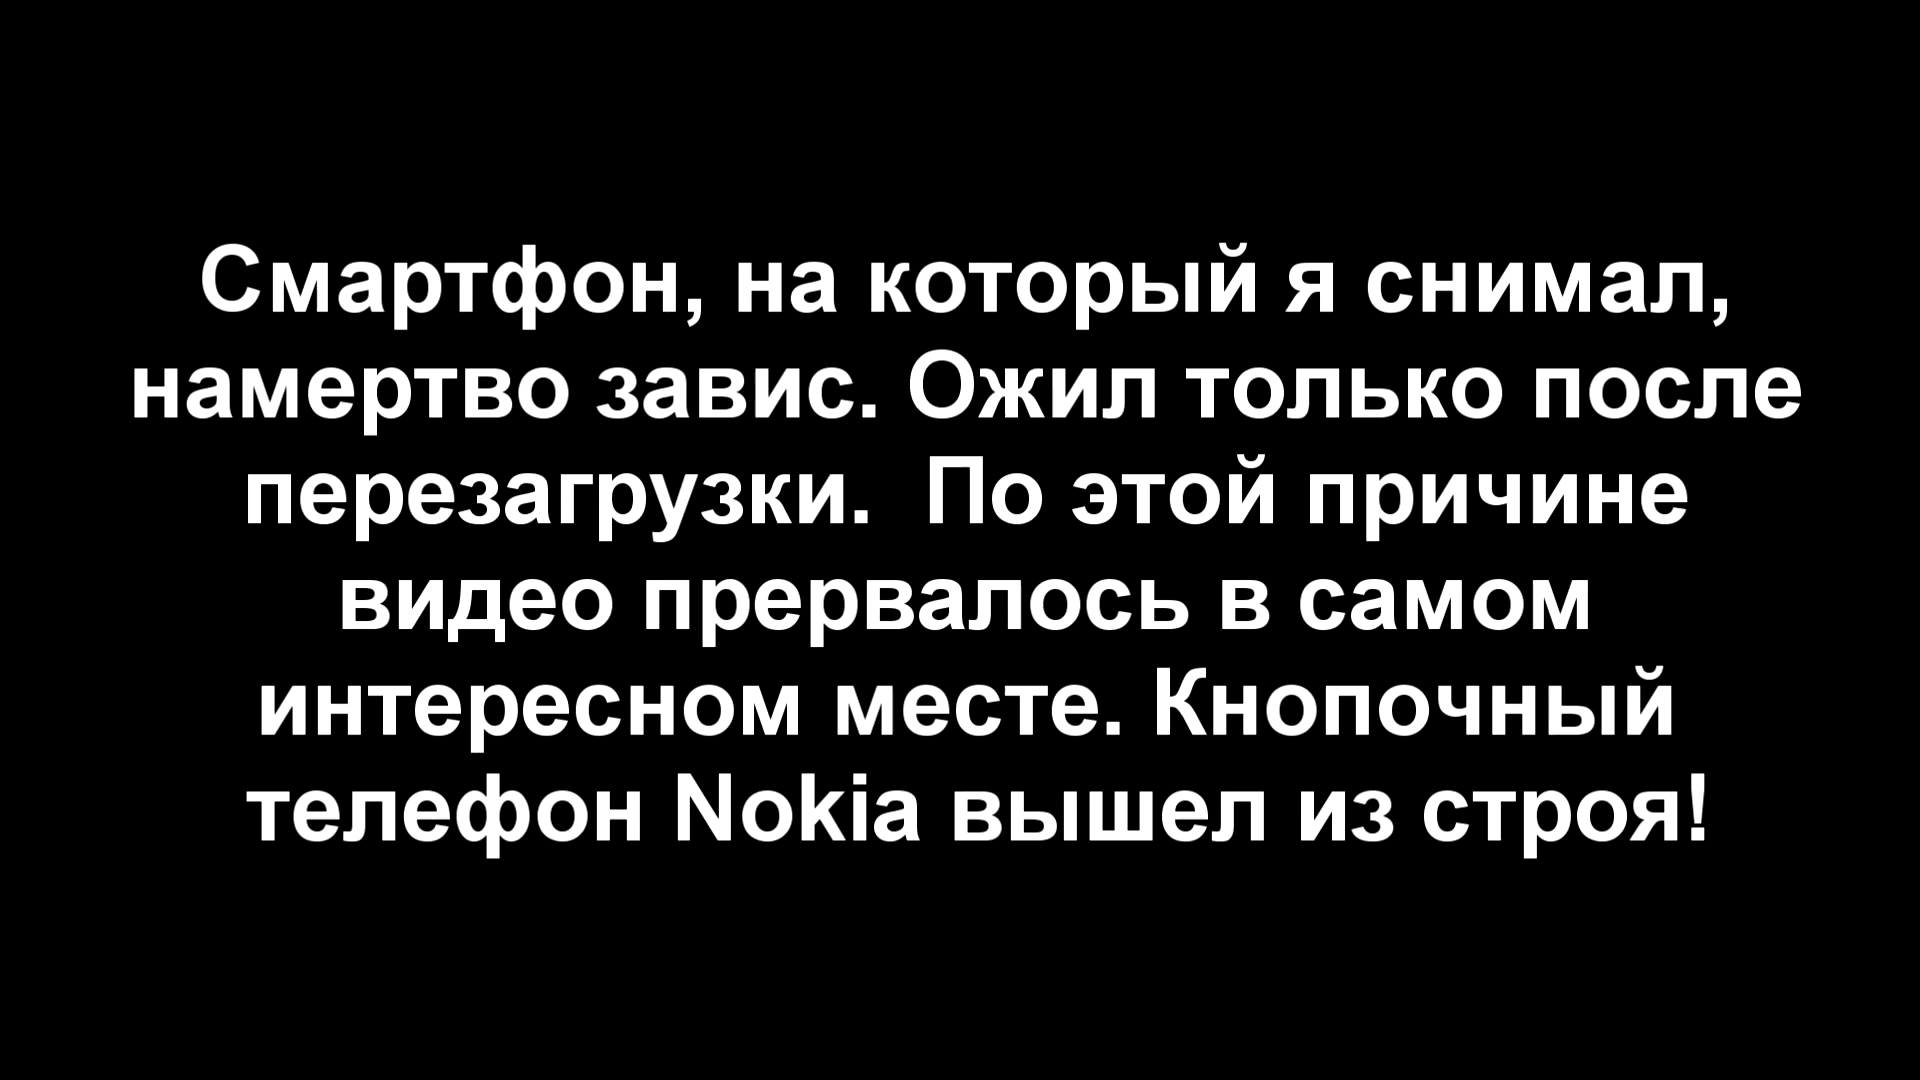 Смартфон, на который я снимал,
намертво завис. Ожил только после
перезагрузки.  По этой причине
видео прервалось в самом
интересном месте. Кнопочный
телефон Nokia вышел из строя!